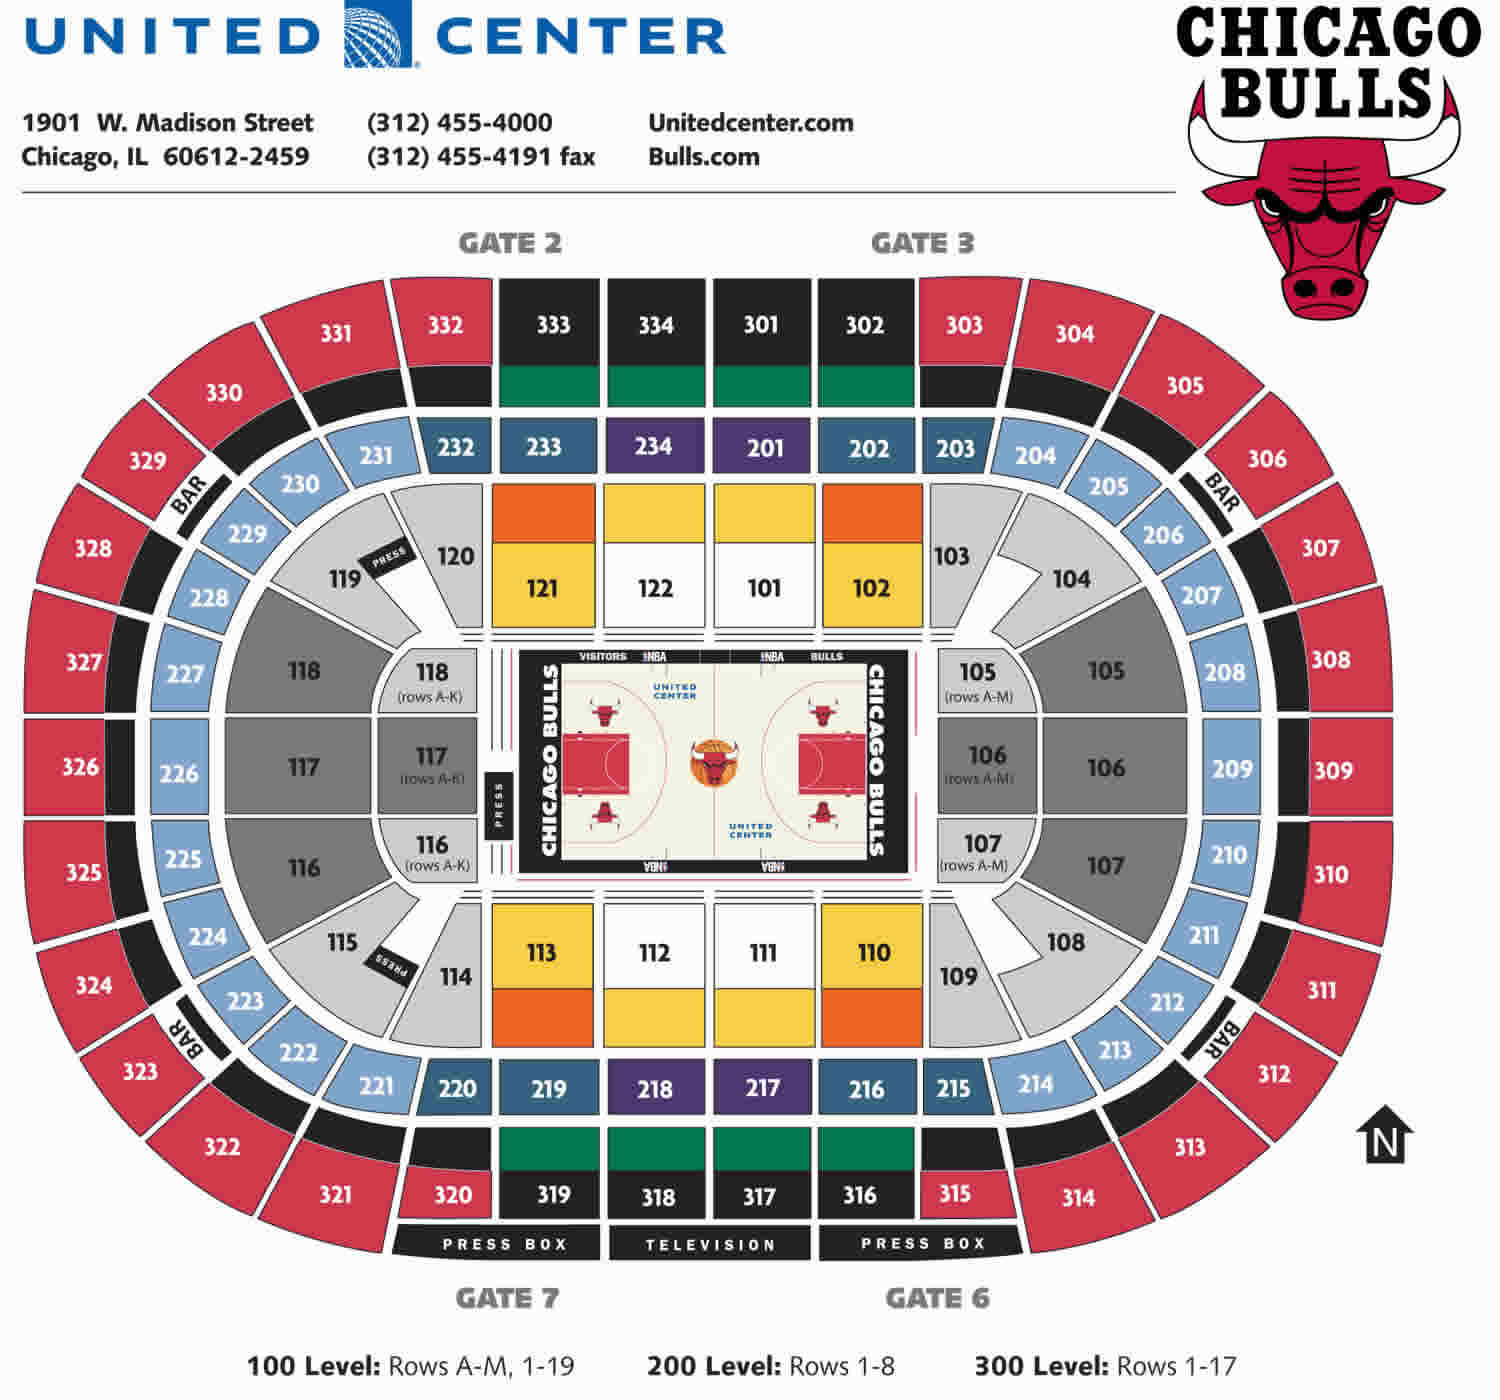 UNITED CENTER
CHICAGO
BULLS
1901 W. Madison Street (312) 455-4000 Unitedcenter.com
Chicago, IL 60612-2459 (312) 455-4191 fax Bulls.com
GATE 2 GATE 3
331 332 333 334 301 302 303 304
330 305
329 306
231 232 233 234 201 202 203 204
230 205
BAR BAR
328 229 206 307
119 PRESS 120 121 122 101 102 103 104
228 207
327 227 118 118 105 105 208 308
(rows A-K) (rows A-M)
VISITORS NBA NBA BULLS
UNITED
CENTER
CHICAGO BULLS CHICAGO BULLS
326 226 117 117 106 106 209 309
(rows A-K) (rows A-M)
PRESS
UNITED
CENTER
NBA NBA
325 225 116 116 107 107 210 310
(rows A-K) (rows A-M)
224 115 PRESS 114 113 112 111 110 109 108 211
324 223 212 311
BAR BAR
323 222 213 312
221 220 219 218 217 216 215 214
322 313
321 320 319 318 317 316 315 314
PRESS BOX TELEVISION PRESS BOX
N
GATE 7 GATE 6
100 Level: Rows A-M, 1-19 200 Level: Rows 1-8 300 Level: Rows 1-17